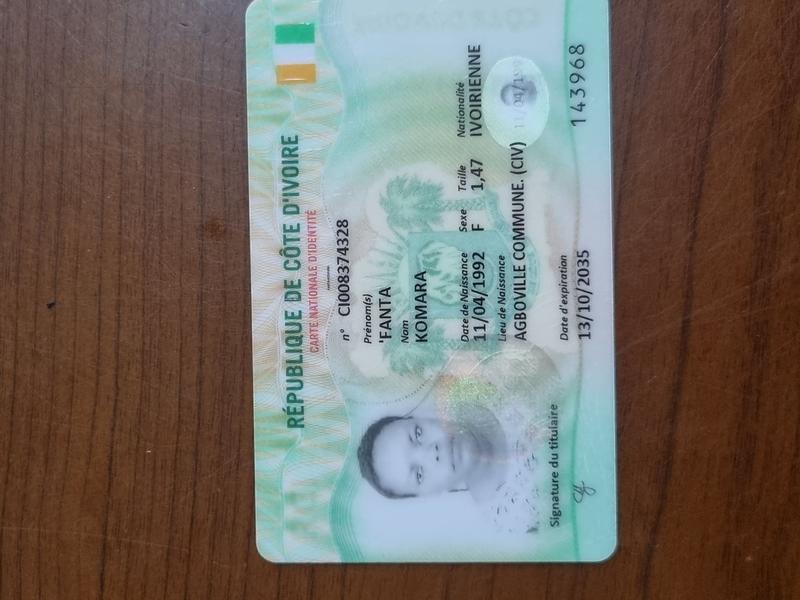 RÉPUBLIQUE DE CÔTE D'IVOIRE
CARTE NATIONALE D'IDENTITÉ
n° CI008374328
Prénom(s)
'FANTA
Nom
KOMARA
Date de Naissance Sexe Taille Nationalité
11/04/1992 F 1,47 IVOIRIENNE
Lieu de Naissance
AGBOVILLE COMMUNE. (CIV)
Date d'expiration
13/10/2035
143968
Signature du titulaire